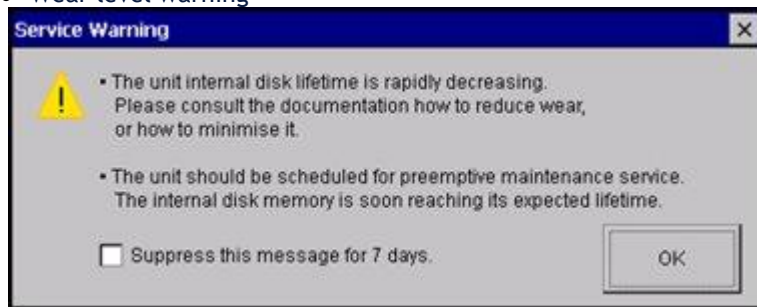 • Wear level warning
Service Warning
• The unit internal disk lifetime is rapidly decreasing.
Please consult the documentation how to reduce wear,
or how to minimise it.
• The unit should be scheduled for preemptive maintenance service.
The internal disk memory is soon reaching its expected lifetime.
Suppress this message for 7 days.
OK